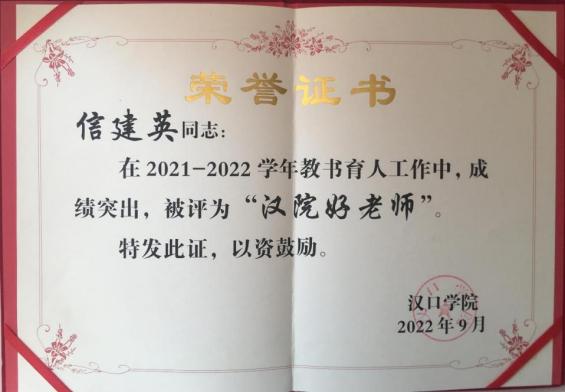 荣誉证书
信建英同志：
在2021-2022学年教书育人工作中，成
绩突出，被评为“汉院好老师”。
特发此证，以资鼓励。
汉口学院
2022年9月